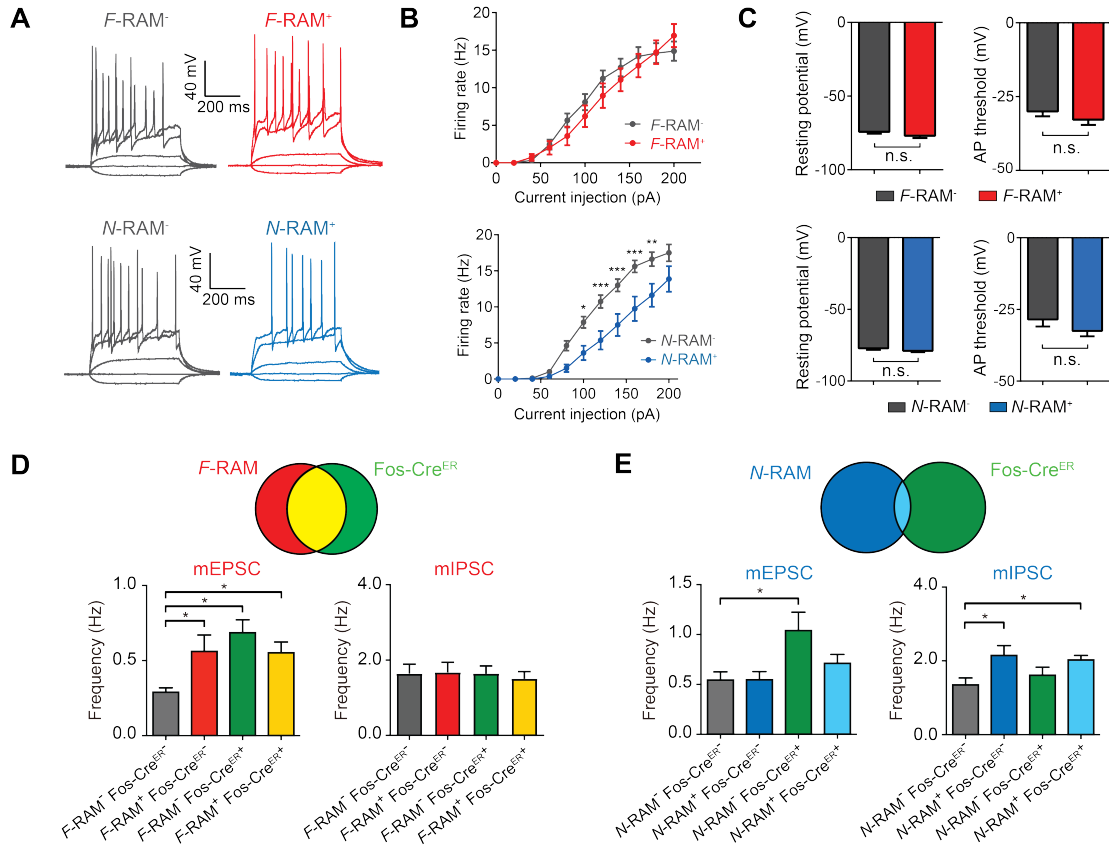 A
F-RAM⁻
F-RAM⁺
40 mV
200 ms
N-RAM⁻
N-RAM⁺
40 mV
200 ms
B
Firing rate (Hz)
20
15
10
5
0
0
50
100
150
200
Current injection (pA)
F-RAM⁻
F-RAM⁺
Firing rate (Hz)
20
15
10
5
0
0
50
100
150
200
Current injection (pA)
*
***
***
***
**
N-RAM⁻
N-RAM⁺
C
Resting potential (mV)
0
-50
-100
n.s.
AP threshold (mV)
0
-25
-50
n.s.
F-RAM⁻
F-RAM⁺
Resting potential (mV)
0
-50
-100
n.s.
AP threshold (mV)
0
-25
-50
n.s.
N-RAM⁻
N-RAM⁺
D
F-RAM
Fos-Creᴱᴿ
mEPSC
Frequency (Hz)
1.0
0.5
0.0
*
*
*
F-RAM⁻ Fos-Creᴱᴿ⁻
F-RAM⁺ Fos-Creᴱᴿ⁻
F-RAM⁻ Fos-Creᴱᴿ⁺
F-RAM⁺ Fos-Creᴱᴿ⁺
mIPSC
Frequency (Hz)
4.0
2.0
0.0
F-RAM⁻ Fos-Creᴱᴿ⁻
F-RAM⁺ Fos-Creᴱᴿ⁻
F-RAM⁻ Fos-Creᴱᴿ⁺
F-RAM⁺ Fos-Creᴱᴿ⁺
E
N-RAM
Fos-Creᴱᴿ
mEPSC
Frequency (Hz)
1.5
1.0
0.5
0.0
*
N-RAM⁻ Fos-Creᴱᴿ⁻
N-RAM⁺ Fos-Creᴱᴿ⁻
N-RAM⁻ Fos-Creᴱᴿ⁺
N-RAM⁺ Fos-Creᴱᴿ⁺
mIPSC
Frequency (Hz)
4.0
2.0
0.0
*
*
N-RAM⁻ Fos-Creᴱᴿ⁻
N-RAM⁺ Fos-Creᴱᴿ⁻
N-RAM⁻ Fos-Creᴱᴿ⁺
N-RAM⁺ Fos-Creᴱᴿ⁺